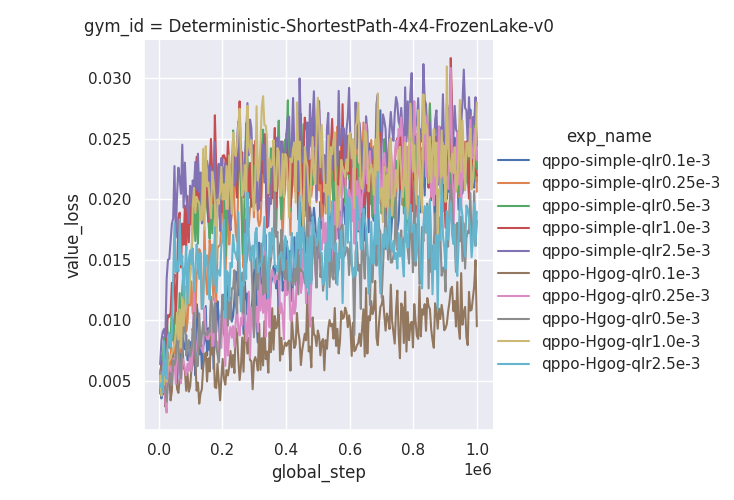 gym_id = Deterministic-ShortestPath-4x4-FrozenLake-v0
0.030
0.025
0.020
0.015
0.010
0.005
value_loss
0.0 0.2 0.4 0.6 0.8 1.0
1e6
global_step
exp_name
qppo-simple-qlr0.1e-3
qppo-simple-qlr0.25e-3
qppo-simple-qlr0.5e-3
qppo-simple-qlr1.0e-3
qppo-simple-qlr2.5e-3
qppo-Hgog-qlr0.1e-3
qppo-Hgog-qlr0.25e-3
qppo-Hgog-qlr0.5e-3
qppo-Hgog-qlr1.0e-3
qppo-Hgog-qlr2.5e-3